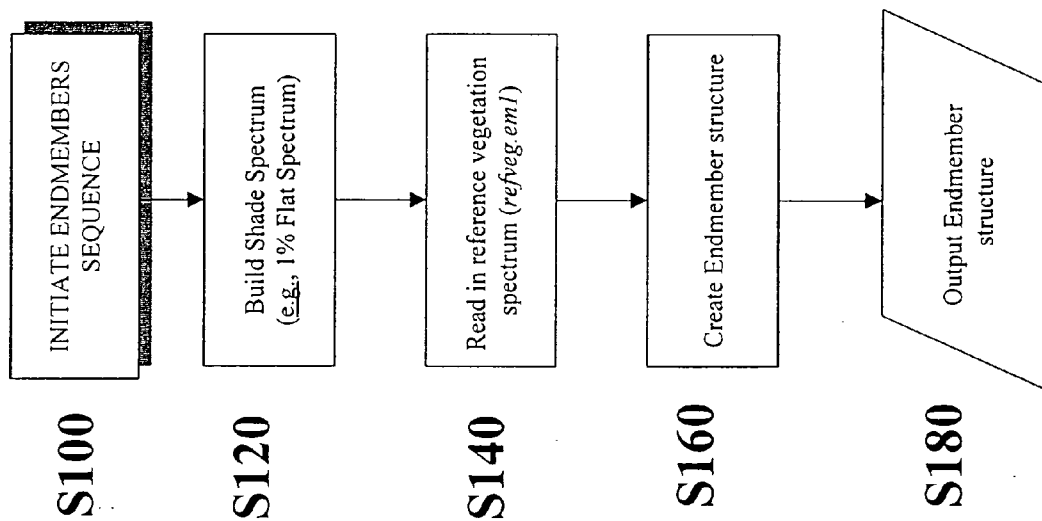 S100
INITIATE ENDMEMBERS
SEQUENCE
S120
Build Shade Spectrum
(e.g., 1% Flat Spectrum)
S140
Read in reference vegetation
spectrum (refveg.em1)
S160
Create Endmember structure
S180
Output Endmember
structure